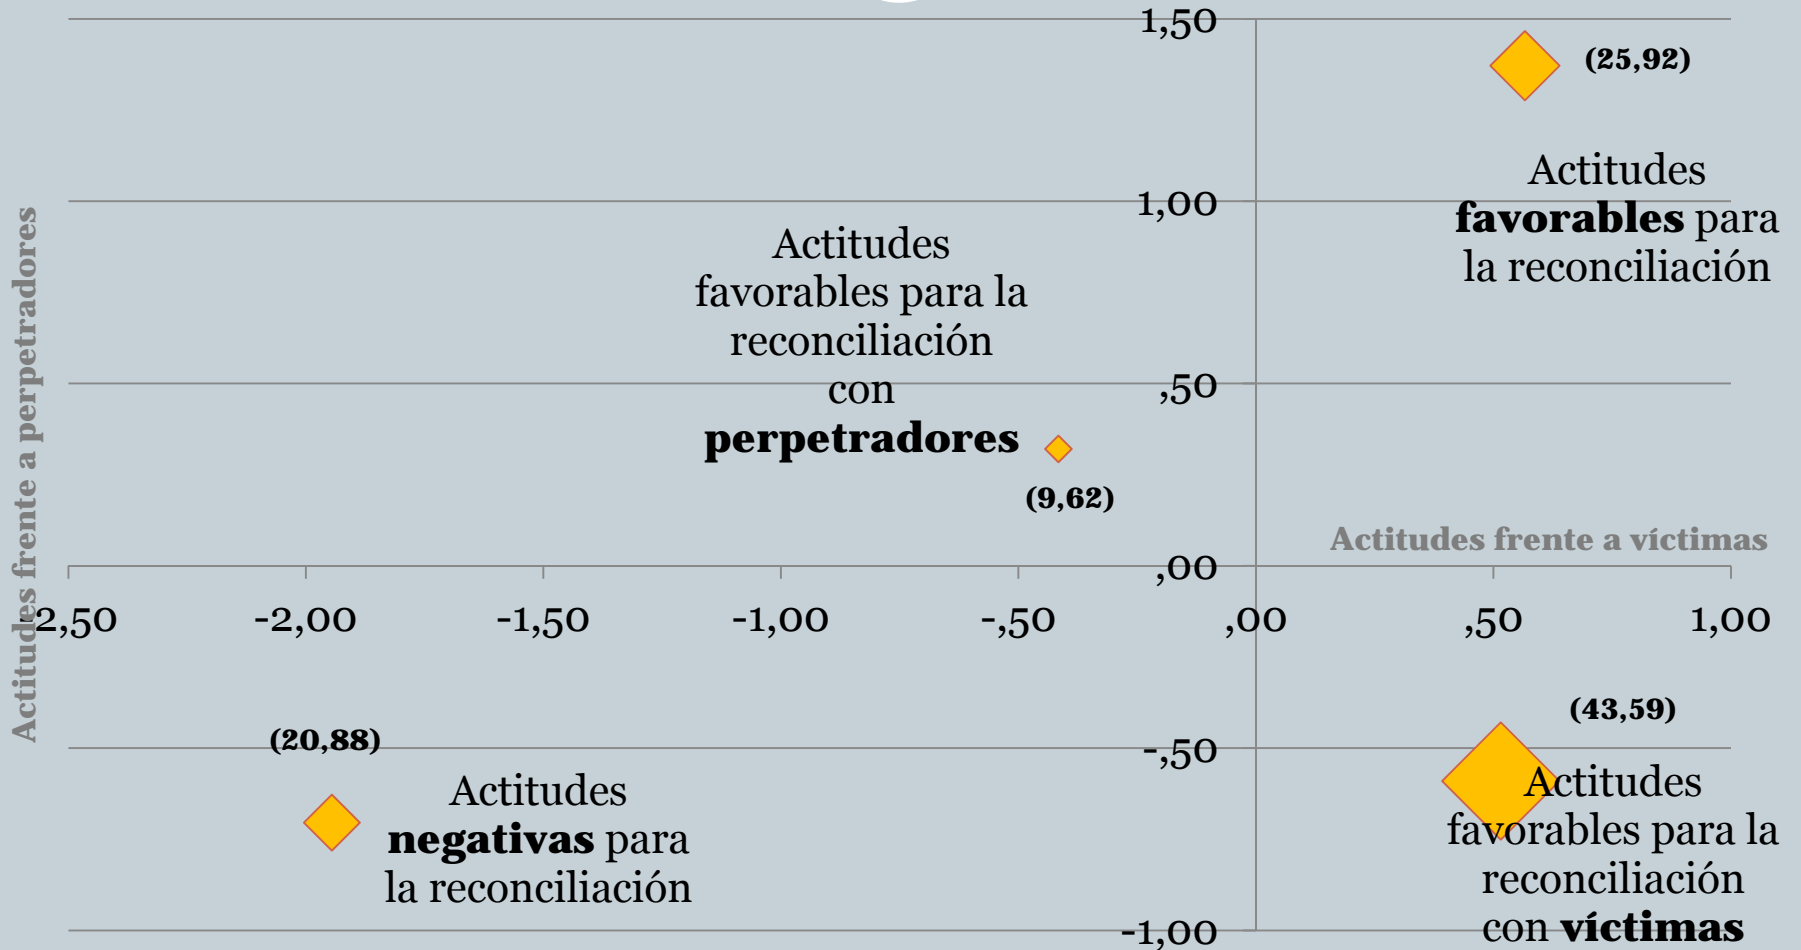 1,50
(25,92)
Actitudes
favorables para
la reconciliación
1,00
Actitudes
favorables para la
reconciliación
con
perpetradores
,50
(9,62)
Actitudes frente a perpetradores
Actitudes frente a víctimas
,00
-2,50 -2,00 -1,50 -1,00 -,50 ,00 ,50 1,00
(20,88)
Actitudes
negativas para
la reconciliación
-,50
(43,59)
Actitudes
favorables para la
reconciliación
con víctimas
-1,00